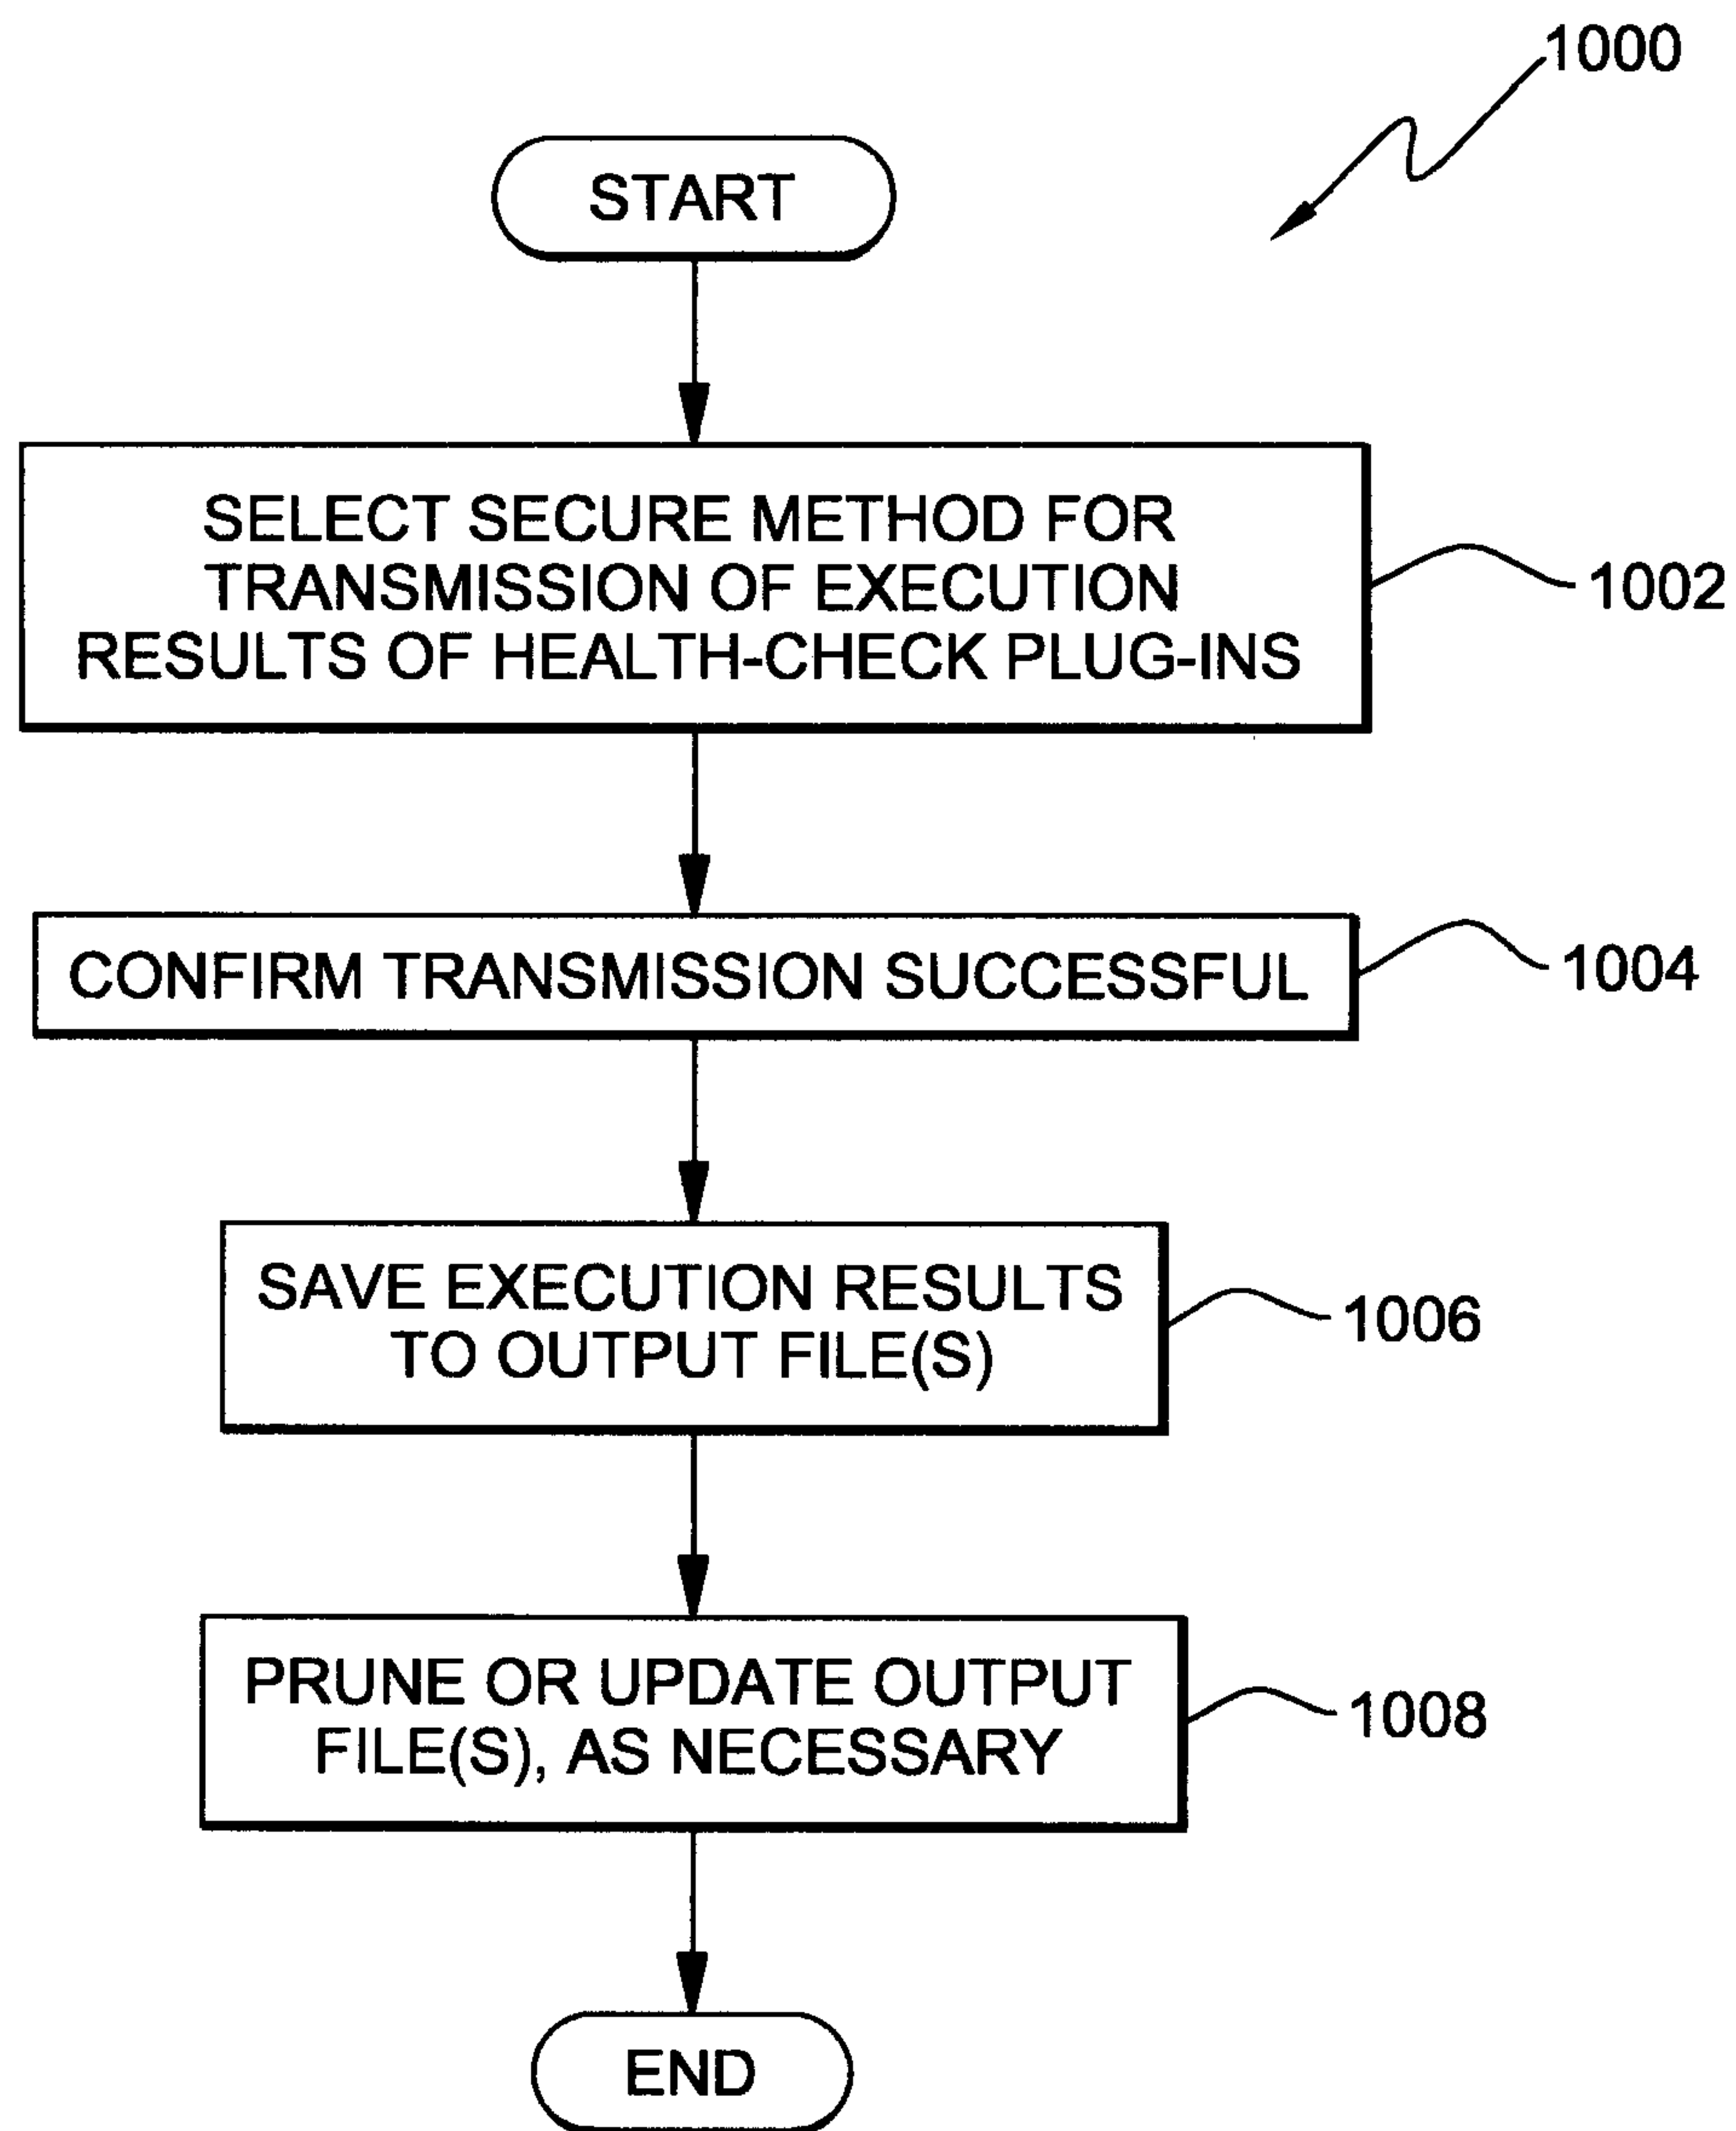 1000
START
SELECT SECURE METHOD FOR
TRANSMISSION OF EXECUTION
RESULTS OF HEALTH-CHECK PLUG-INS
1002
CONFIRM TRANSMISSION SUCCESSFUL
1004
SAVE EXECUTION RESULTS
TO OUTPUT FILE(S)
1006
PRUNE OR UPDATE OUTPUT
FILE(S), AS NECESSARY
1008
END